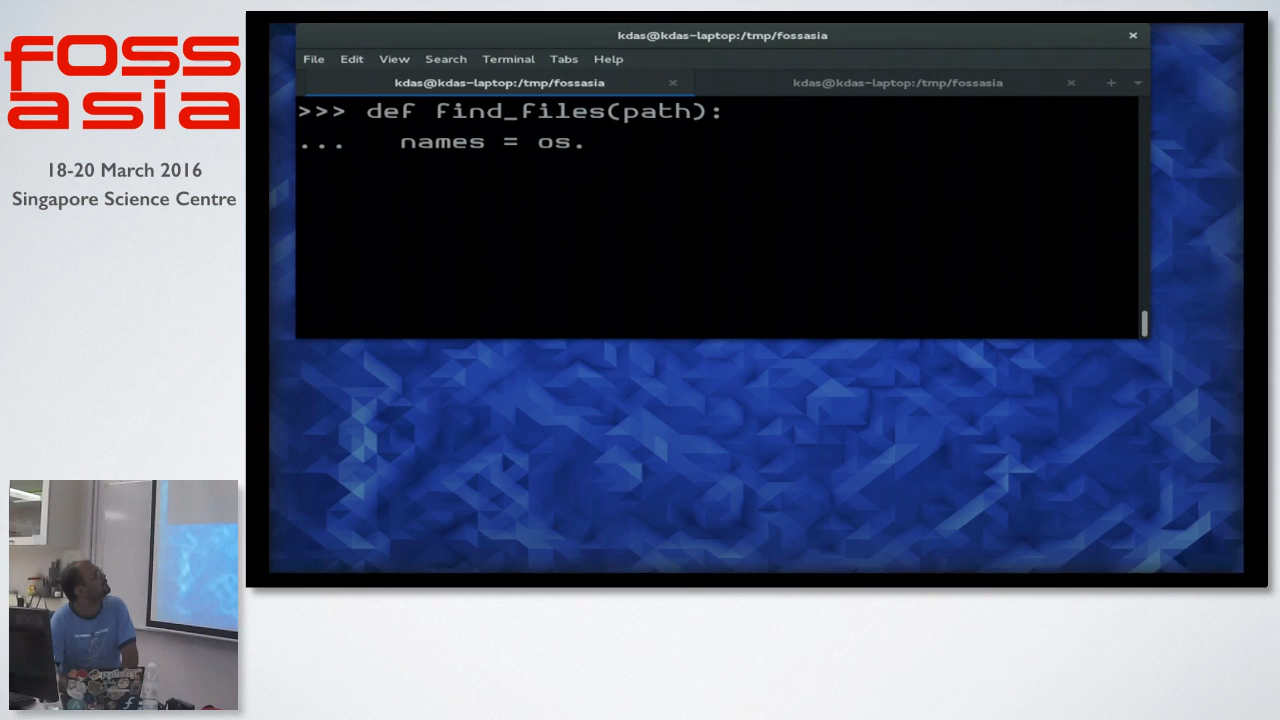 foss
asia
18-20 March 2016
Singapore Science Centre
kdas@kdas-laptop:/tmp/fossasia
File Edit View Search Terminal Tabs Help
kdas@kdas-laptop:/tmp/fossasia kdas@kdas-laptop:/tmp/fossasia
>>> def find_files(path):
... names = os.